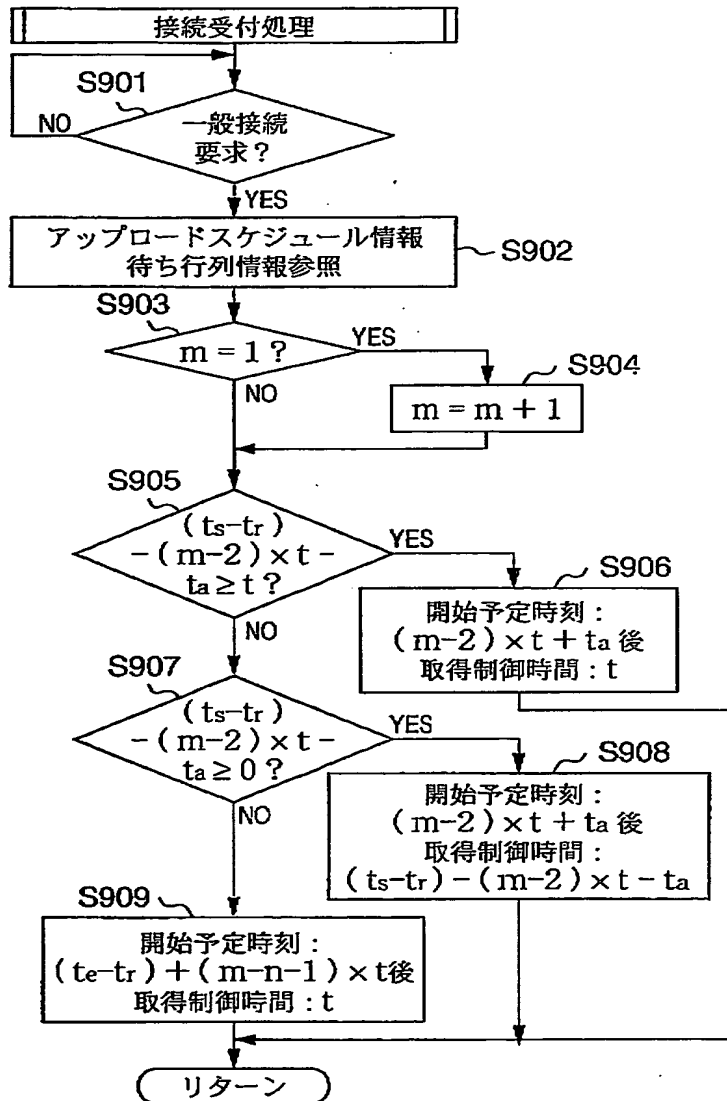 接続受付処理
S901
NO
一般接続
要求？
YES
アップロードスケジュール情報
待ち行列情報参照
S902
S903
m = 1 ?
YES
NO
S904
m = m + 1
S905
(ts-tr)
-(m-2)×t-
ta≥t?
YES
NO
S906
開始予定時刻：
(m-2)×t+ta後
取得制御時間：t
S907
(ts-tr)
-(m-2)×t-
ta≥0?
YES
NO
S908
開始予定時刻：
(m-2)×t+ta後
取得制御時間：
(ts-tr)-(m-2)×t-ta
S909
開始予定時刻：
(te-tr)+(m-n-1)×t後
取得制御時間：t
リターン